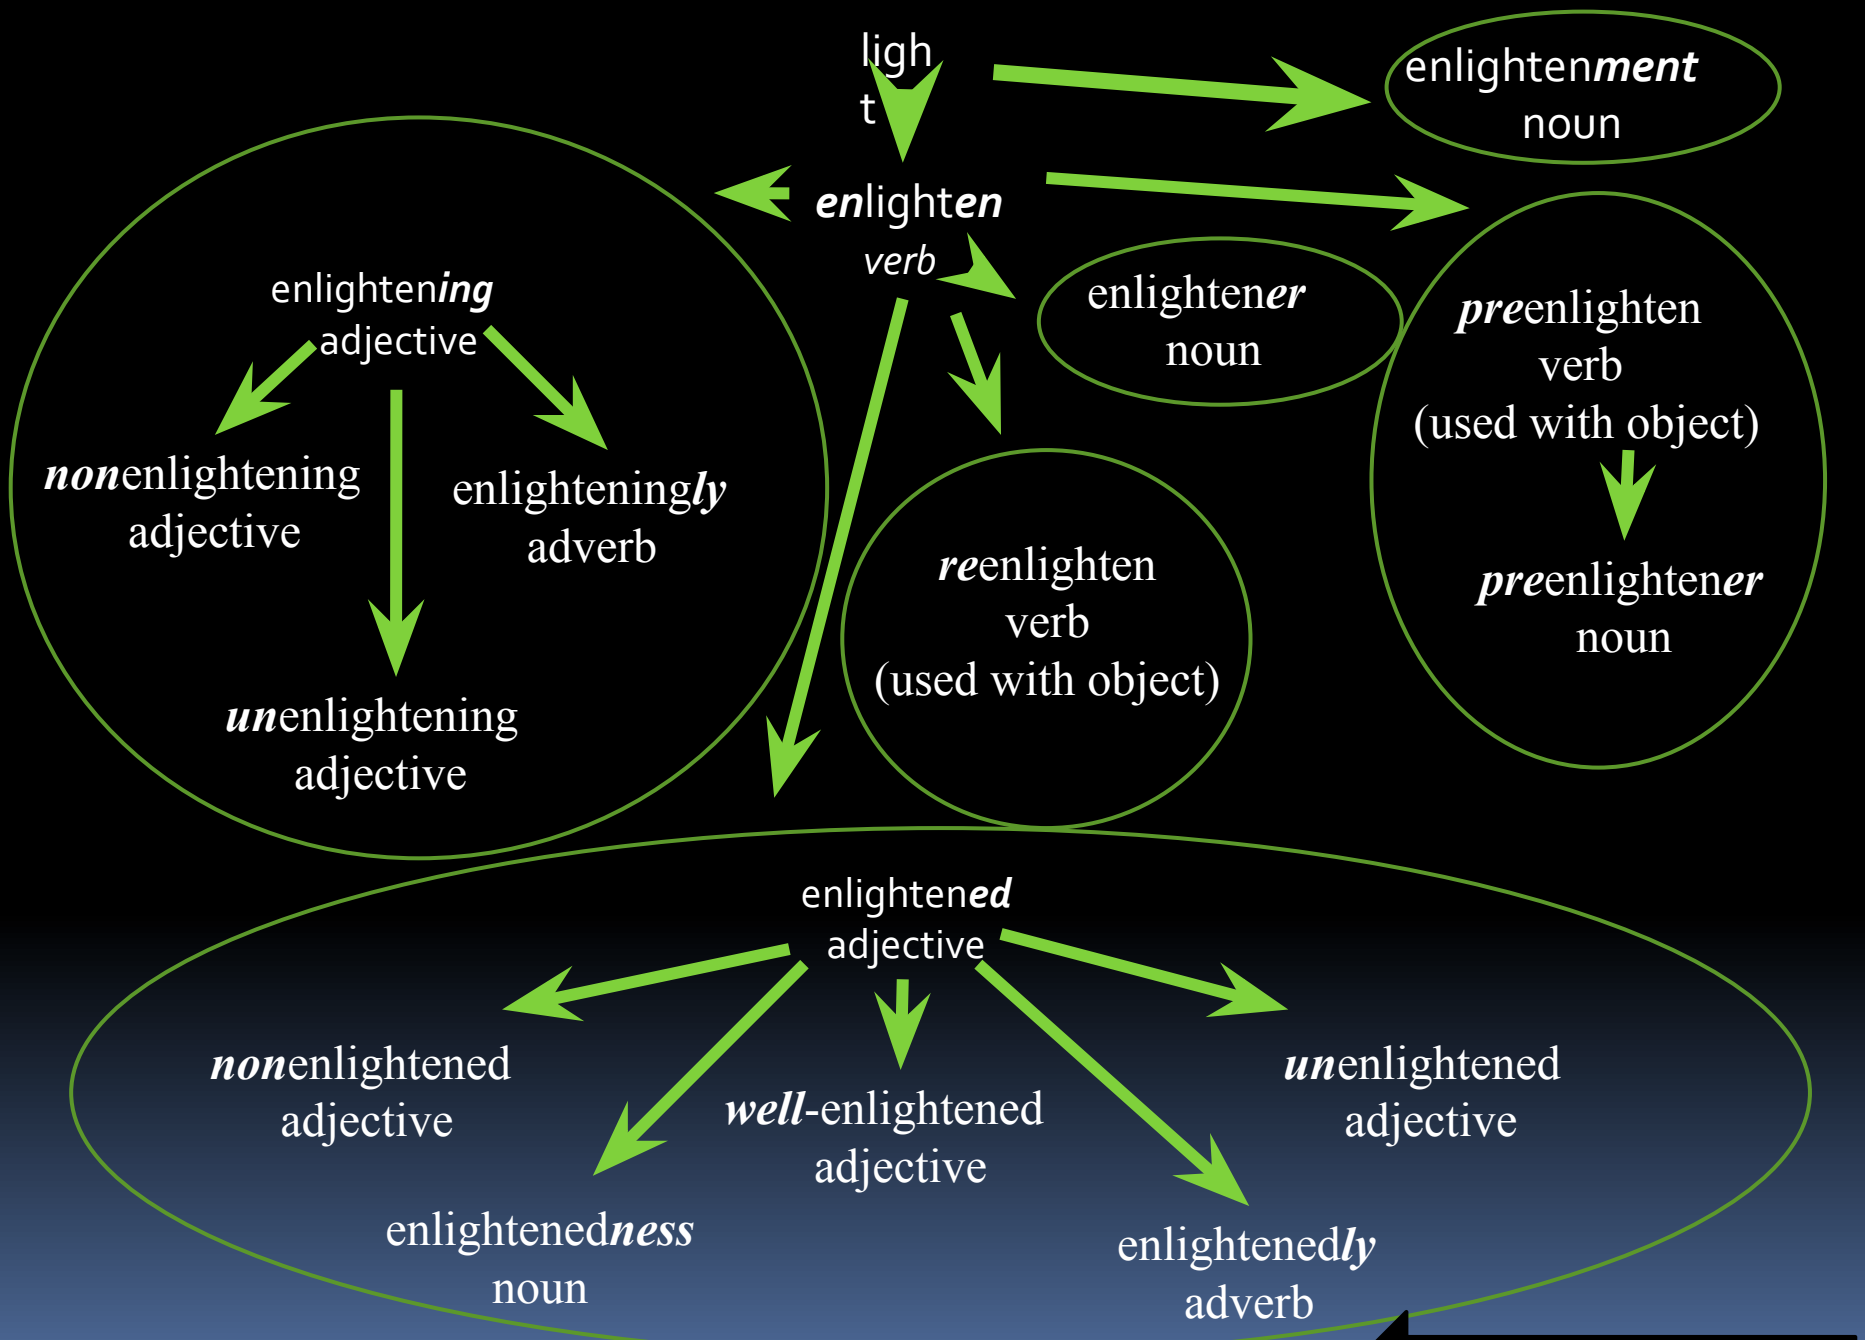 ligh
t
enlightenment
noun
enlighten
verb
enlightening
adjective
enlightener
noun
preenlighten
verb
(used with object)
nonenlightening
adjective
enlighteningly
adverb
reenlighten
verb
(used with object)
preenlightener
noun
unenlightening
adjective
enlightened
adjective
nonenlightened
adjective
well-enlightened
adjective
unenlightened
adjective
enlightenedness
noun
enlightenedly
adverb